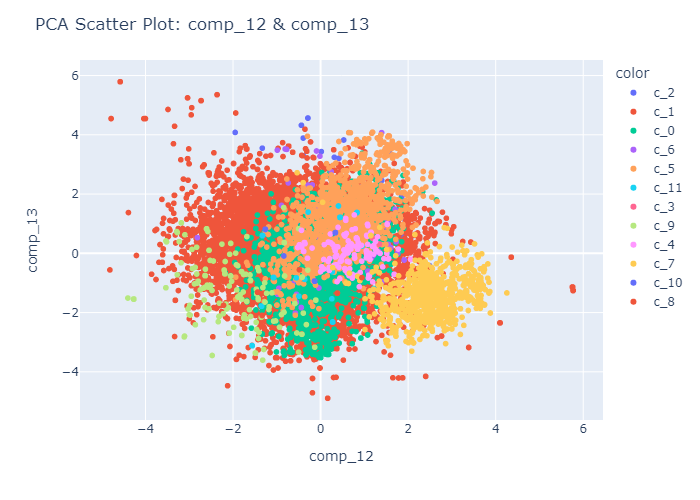 PCA Scatter Plot: comp_12 & comp_13
color
c_2
c_1
c_0
c_6
c_5
c_11
c_3
c_9
c_4
c_7
c_10
c_8
comp_13
6
4
2
0
−2
−4
−4
−2
0
2
4
6
comp_12